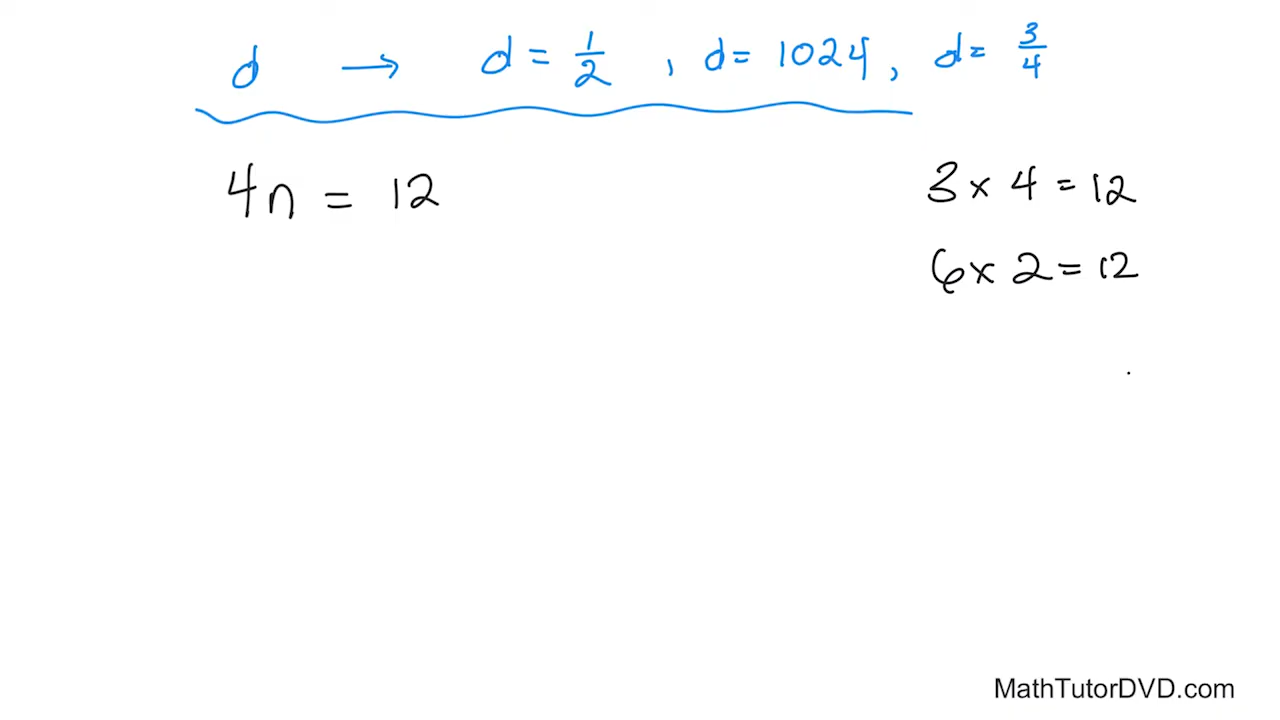 d → d = 1/2 , d = 1024 , d = 3/4
4n = 12
3 x 4 = 12
6 x 2 = 12
MathTutorDVD.com